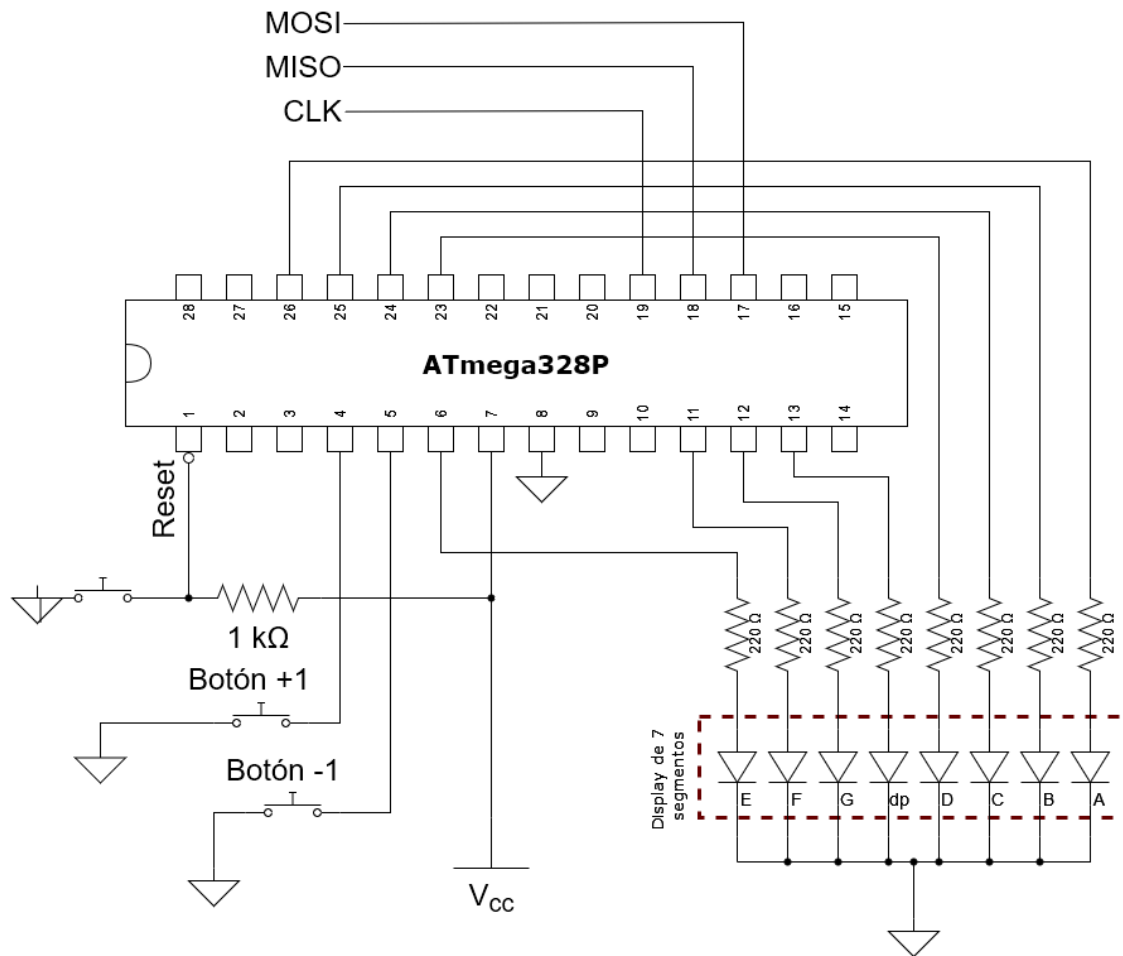 MOSI
MISO
CLK
28 27 26 25 24 23 22 21 20 19 18 17 16 15
ATmega328P
1 2 3 4 5 6 7 8 9 10 11 12 13 14
Reset
1 kΩ
220 Ω 220 Ω 220 Ω 220 Ω 220 Ω 220 Ω 220 Ω 220 Ω
Botón +1
Botón -1
Display de 7
segmentos
E F G dp D C B A
VCC